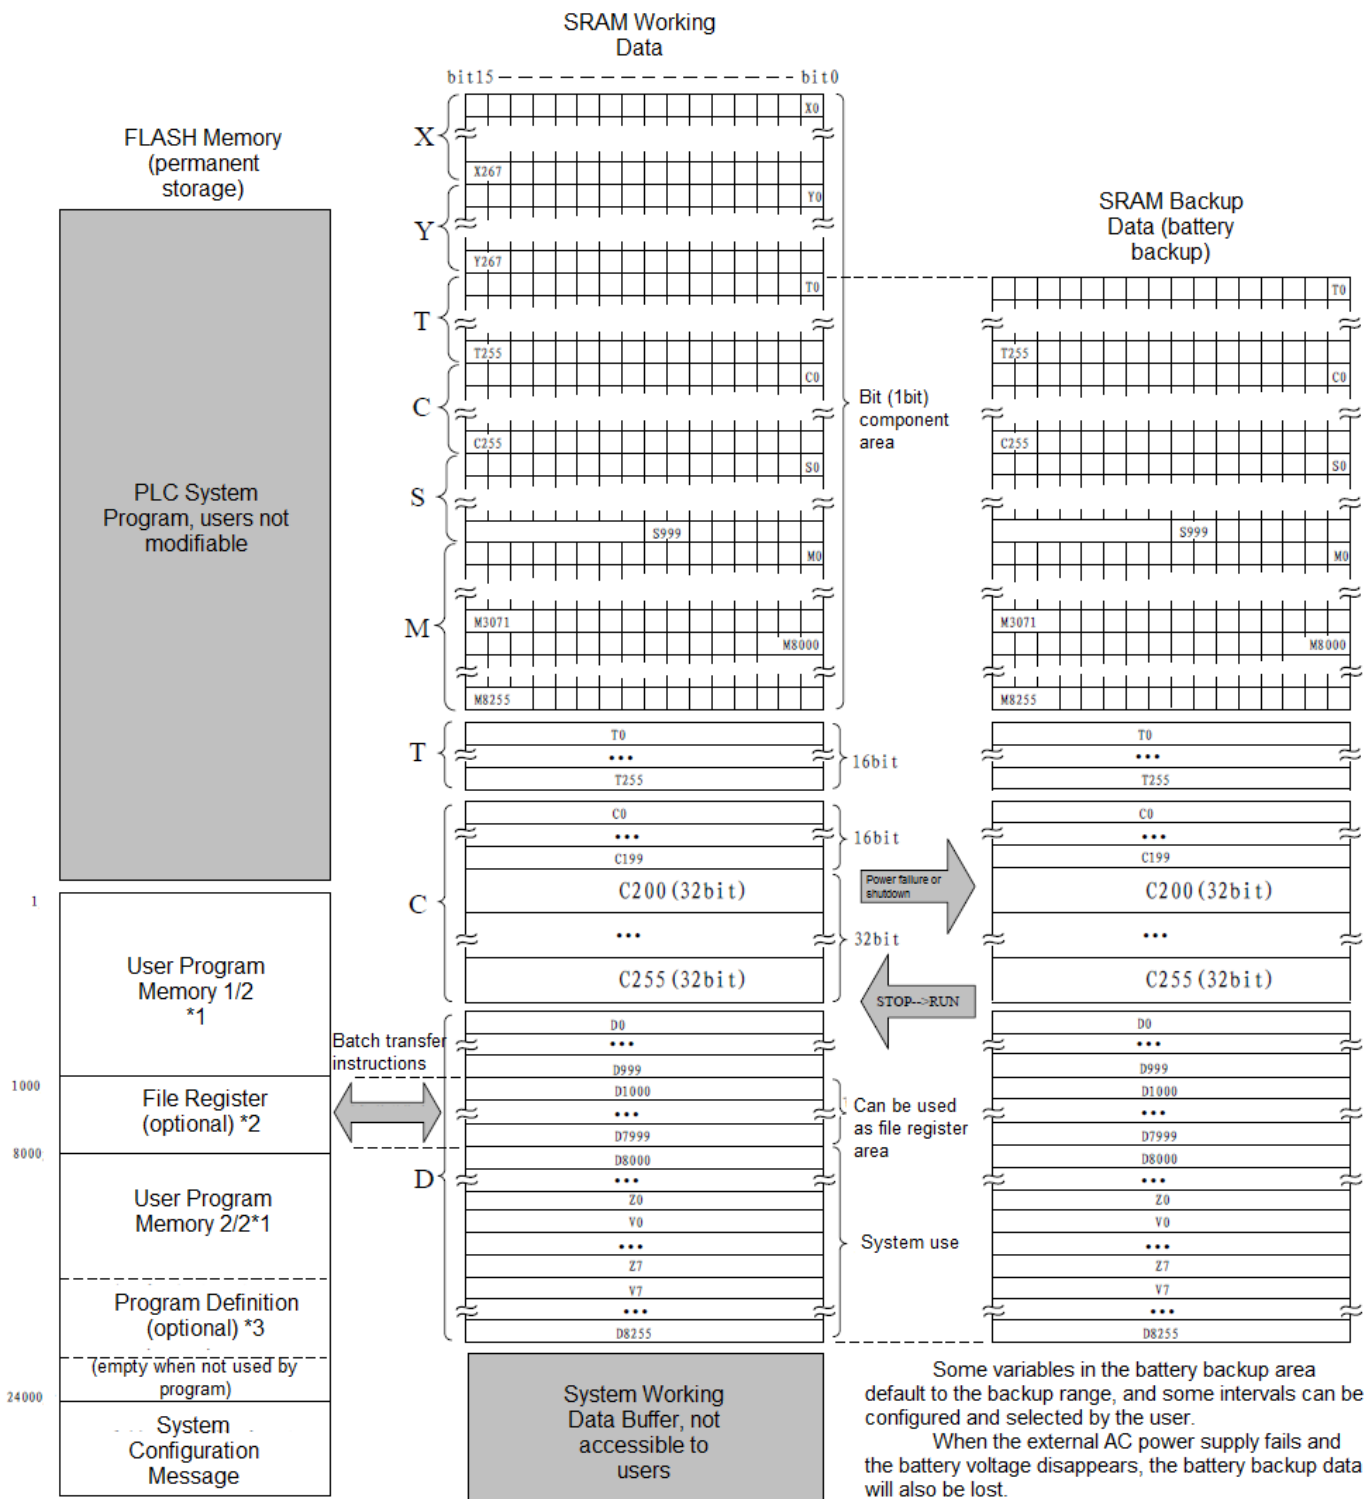 SRAM Working
Data
bit15
bit0
X
X0
X267
Y
Y0
Y267
T
T0
T255
C
C0
C255
S
S0
S999
M
M0
M3071
M8000
M8255
Bit (1bit)
component
area
T
T0
•••
T255
16bit
C
C0
•••
C199
16bit
C200(32bit)
•••
C255(32bit)
32bit
D
D0
•••
D999
D1000
•••
D7999
Can be used
as file register
area
D8000
•••
Z0
V0
•••
Z7
V7
•••
D8255
System use
System Working
Data Buffer, not
accessible to
users
FLASH Memory
(permanent
storage)
PLC System
Program, users not
modifiable
1
User Program
Memory 1/2
*1
1000
File Register
(optional) *2
8000
User Program
Memory 2/2*1
Program Definition
(optional) *3
(empty when not used by
program)
24000
System
Configuration
Message
Batch transfer
instructions
Power failure or
shutdown
STOP-->RUN
SRAM Backup
Data (battery
backup)
T0
T255
C0
C255
S0
S999
M0
M3071
M8000
M8255
T0
•••
T255
C0
•••
C199
C200(32bit)
•••
C255(32bit)
D0
•••
D999
D1000
•••
D7999
D8000
•••
Z0
V0
•••
Z7
V7
•••
D8255
Some variables in the battery backup area
default to the backup range, and some intervals can be
configured and selected by the user.
When the external AC power supply fails and
the battery voltage disappears, the battery backup data
will also be lost.